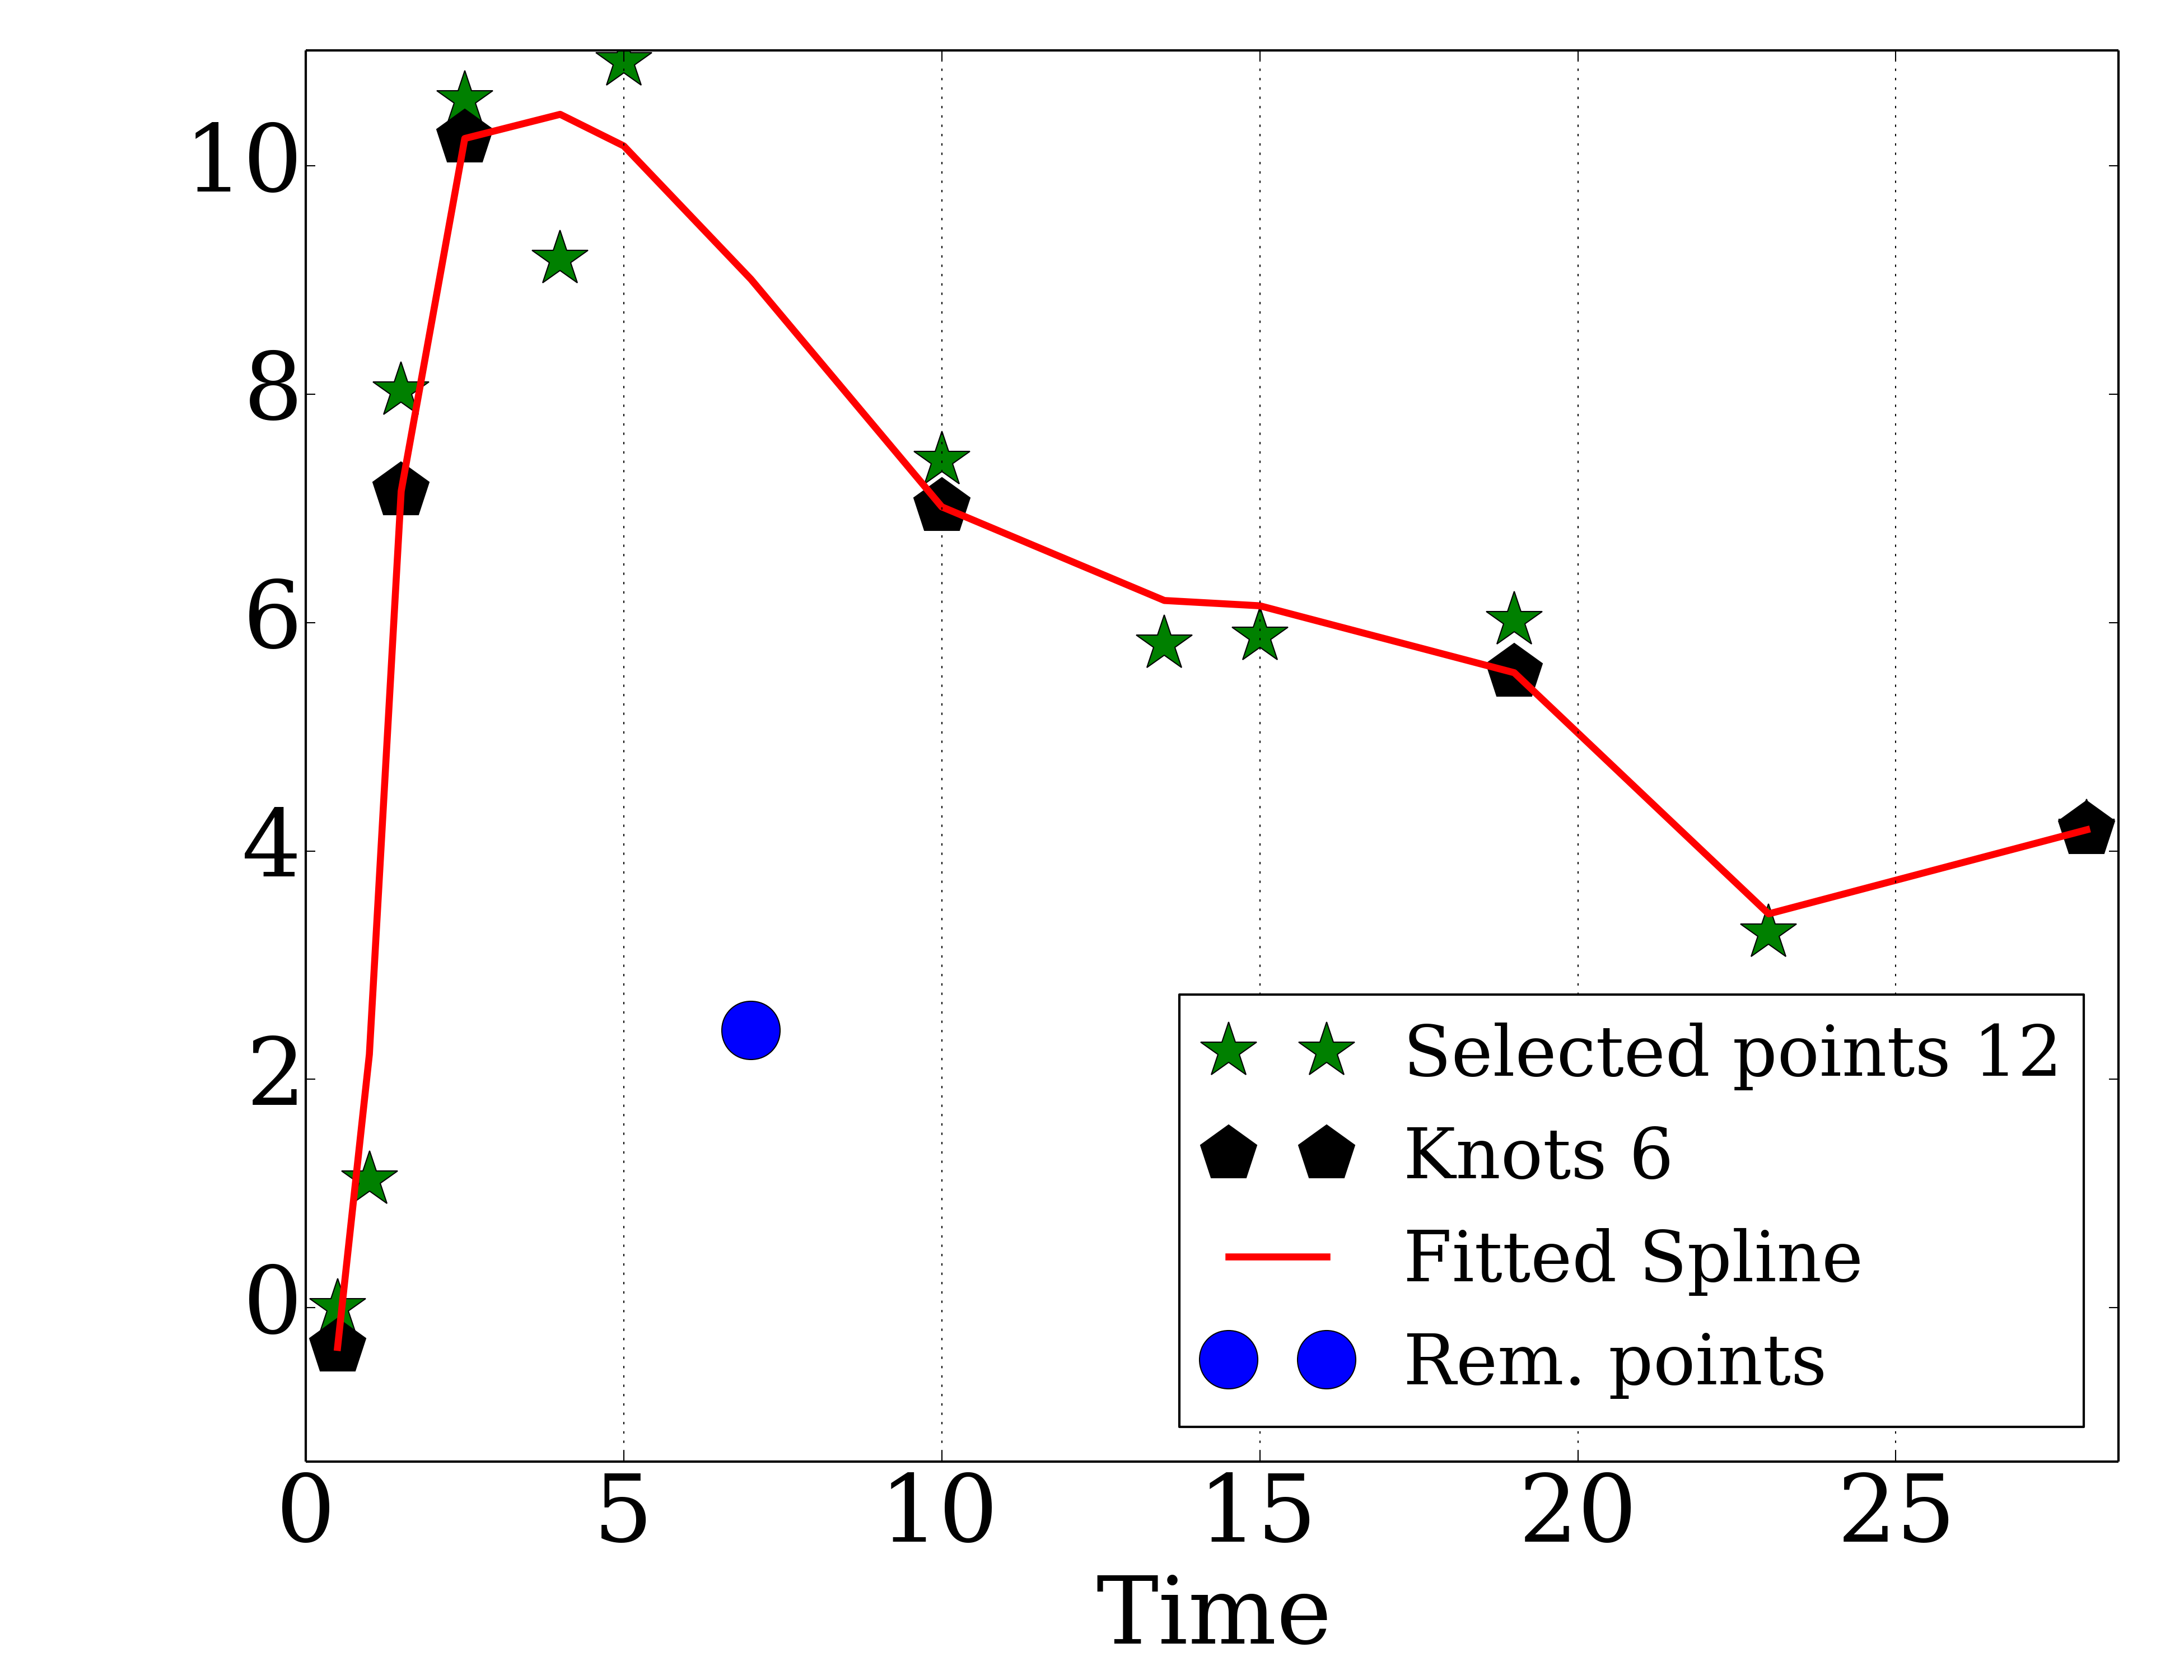 10
8
6
4
2
0
Selected points 12
Knots 6
Fitted Spline
Rem. points
0 5 10 15 20 25
Time